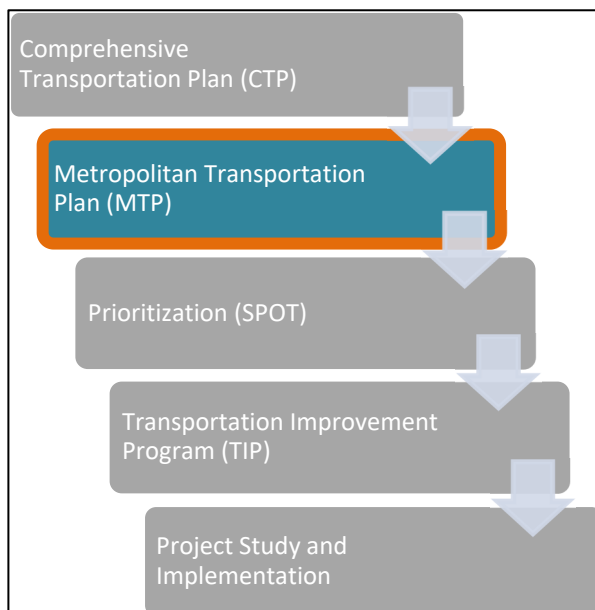 Comprehensive
Transportation Plan (CTP)
Metropolitan Transportation
Plan (MTP)
Prioritization (SPOT)
Transportation Improvement
Program (TIP)
Project Study and
Implementation